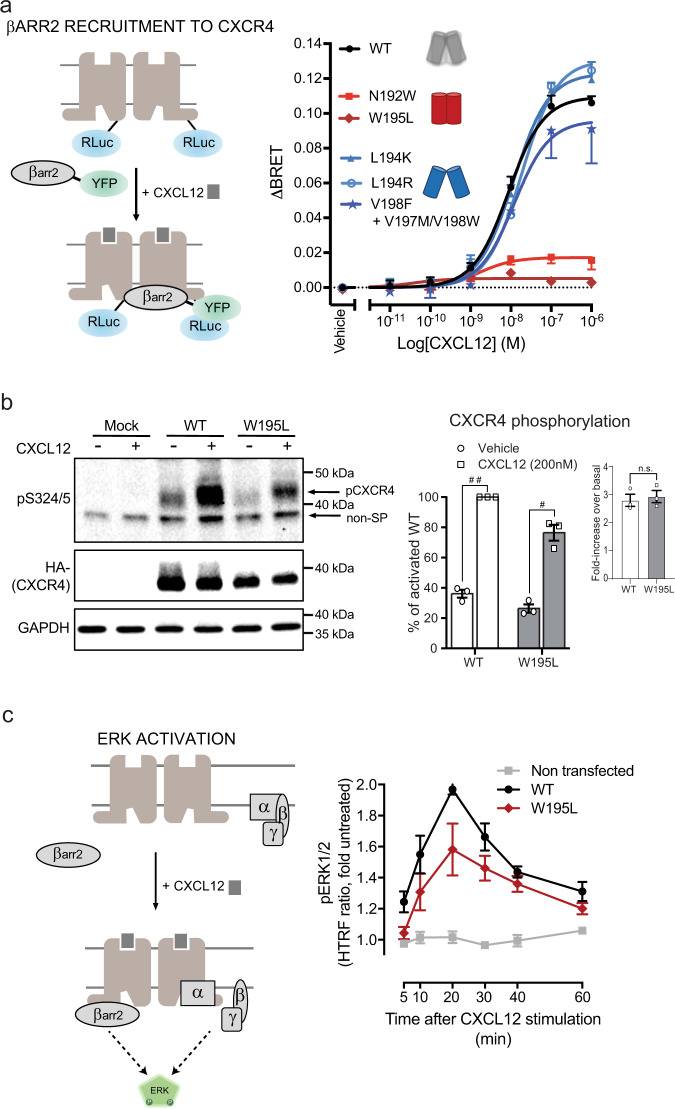 a
βARR2 RECRUITMENT TO CXCR4
RLuc
RLuc
βarr2
YFP
+ CXCL12
βarr2
YFP
RLuc
RLuc
ΔBRET
0.14
0.12
0.10
0.08
0.06
0.04
0.02
0.00
WT
N192W
W195L
L194K
L194R
V198F
+ V197M/V198W
Vehicle
10-11
10-10
10-9
10-8
10-7
10-6
Log[CXCL12] (M)
b
Mock WT W195L
CXCL12 - + - + - +
pS324/5
50 kDa
pCXCR4
40 kDa
non-SP
HA-
(CXCR4)
40 kDa
GAPDH
40 kDa
35 kDa
CXCR4 phosphorylation
Vehicle
CXCL12 (200nM)
% of activated WT
100
80
60
40
20
0
##
#
WT W195L
Fold-increase over basal
4
3
2
1
0
n.s.
WT W195L
c
ERK ACTIVATION
α
β
γ
βarr2
+ CXCL12
α
β
γ
βarr2
ERK
P P
Non transfected
WT
W195L
pERK1/2
(HTRF ratio, fold untreated)
2.0
1.8
1.6
1.4
1.2
1.0
5 10 20 30 40 60
Time after CXCL12 stimulation
(min)